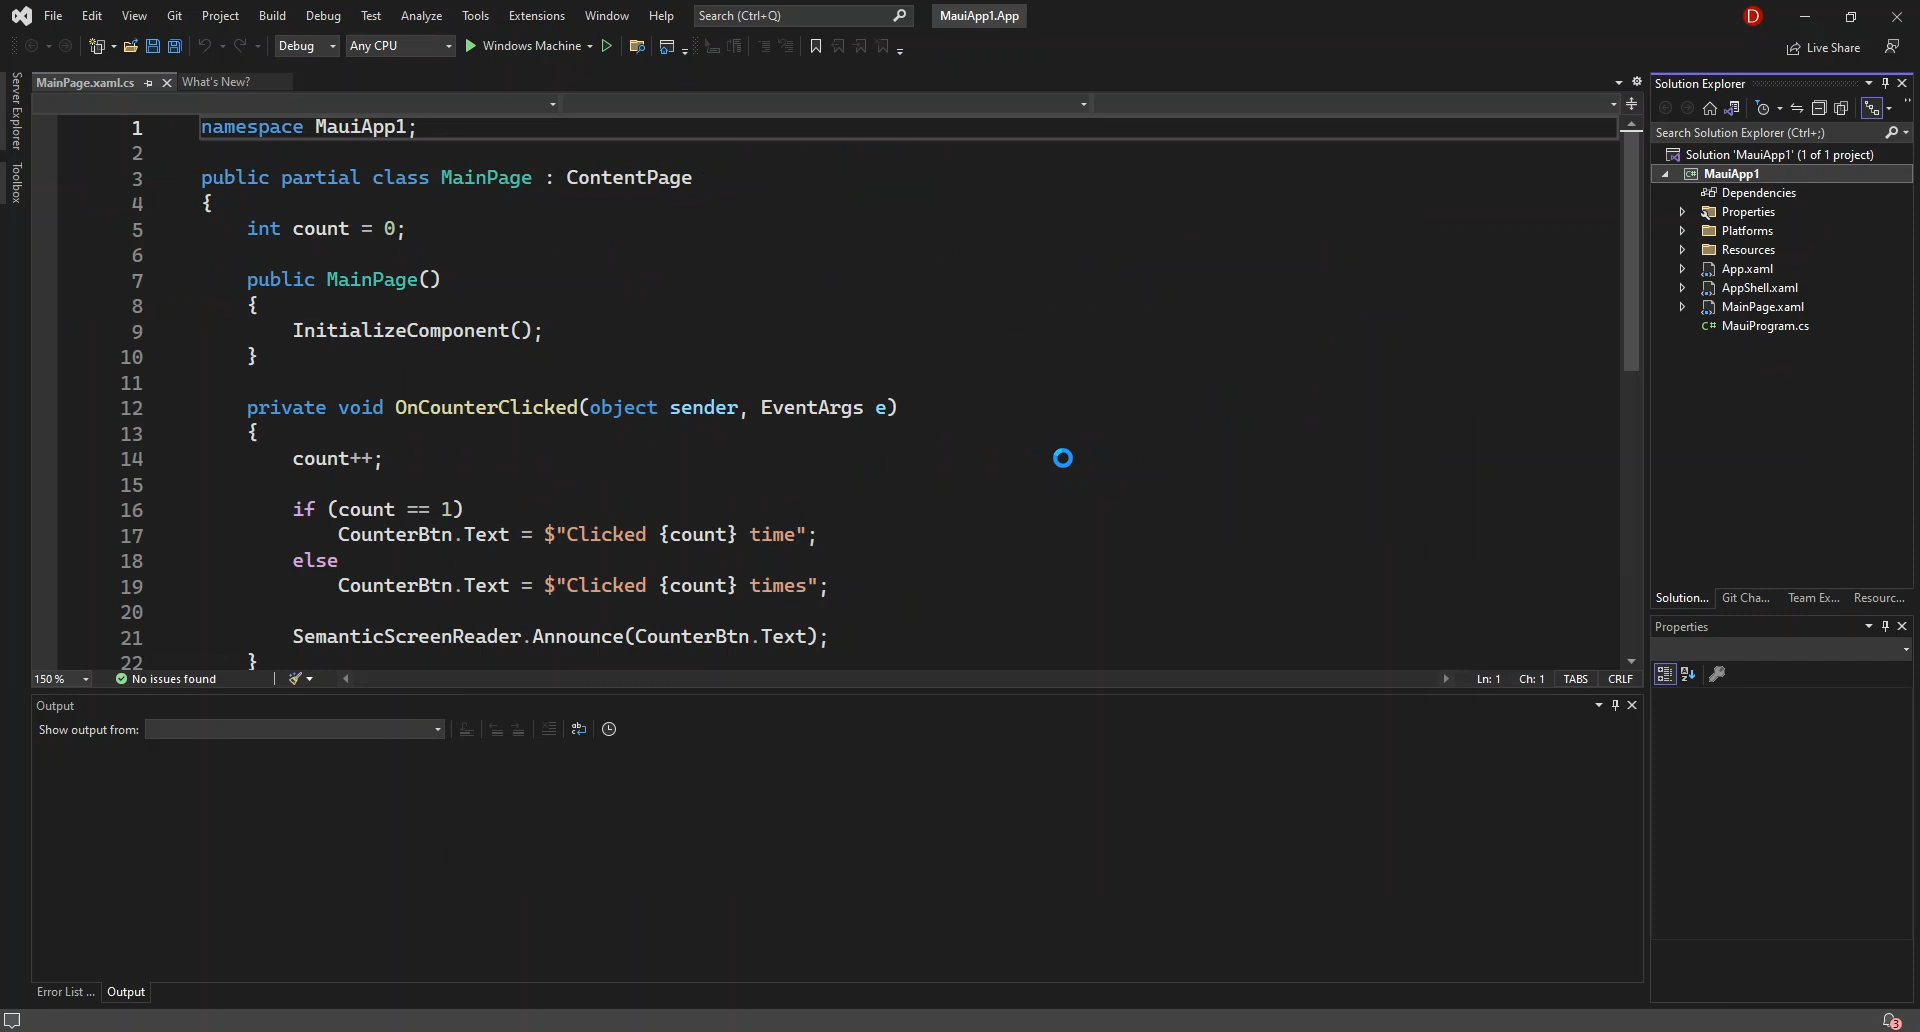 File Edit View Git Project Build Debug Test Analyze Tools Extensions Window Help Search (Ctrl+Q) MauiApp1.App D
Debug Any CPU Windows Machine Live Share
Server Explorer
Toolbox
MainPage.xaml.cs What's New?
1 namespace MauiApp1;
2
3 public partial class MainPage : ContentPage
4 {
5 int count = 0;
6
7 public MainPage()
8 {
9 InitializeComponent();
10 }
11
12 private void OnCounterClicked(object sender, EventArgs e)
13 {
14 count++;
15
16 if (count == 1)
17 CounterBtn.Text = $"Clicked {count} time";
18 else
19 CounterBtn.Text = $"Clicked {count} times";
20
21 SemanticScreenReader.Announce(CounterBtn.Text);
22 }
150 % No issues found Ln: 1 Ch: 1 TABS CRLF
Output
Show output from:
Error List ... Output
Solution Explorer
Search Solution Explorer (Ctrl+;)
Solution 'MauiApp1' (1 of 1 project)
C# MauiApp1
Dependencies
Properties
Platforms
Resources
App.xaml
AppShell.xaml
MainPage.xaml
C# MauiProgram.cs
Solution... Git Cha... Team Ex... Resourc...
Properties
3